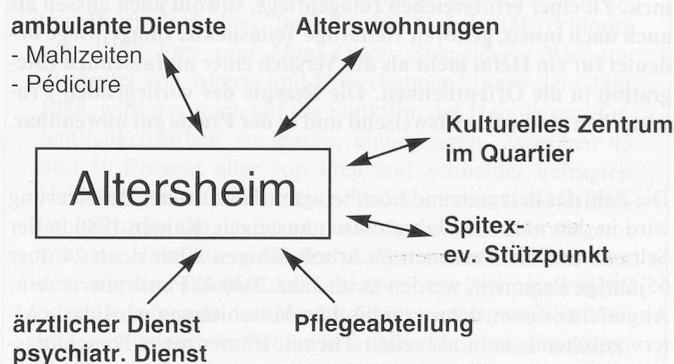 ambulante Dienste
- Mahlzeiten
- Pédicure
Alterswohnungen
Kulturelles Zentrum
im Quartier
Altersheim
Spitex-
ev. Stützpunkt
ärztlicher Dienst
psychiatr. Dienst
Pflegeabteilung